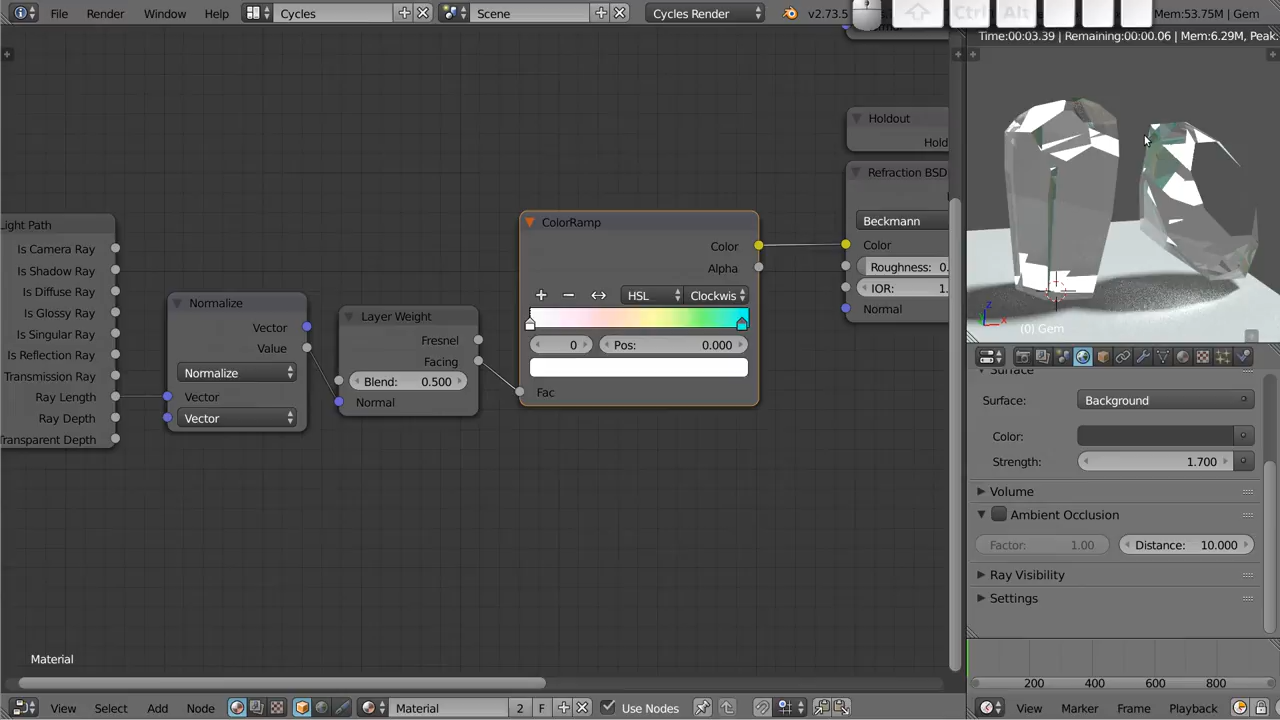 File Render Window Help Cycles Scene Cycles Render v2.73.5 Ctrl Alt Mem:53.75M | Gem
Time:00:03.39 | Remaining:00:00.06 | Mem:6.29M, Peak:
Normal
Holdout
Hold
Refraction BSD
Beckmann
Color
Roughness: 0.
IOR: 1.
Normal
Light Path
Is Camera Ray
Is Shadow Ray
Is Diffuse Ray
Is Glossy Ray
Is Singular Ray
Is Reflection Ray
Transmission Ray
Ray Length
Ray Depth
Transparent Depth
Normalize
Vector
Value
Normalize
Vector
Vector
Layer Weight
Fresnel
Facing
Blend: 0.500
Normal
ColorRamp
Color
Alpha
HSL Clockwis
0 Pos: 0.000
Fac
z
x
(0) Gem
Surface
Surface: Background
Color:
Strength: 1.700
Volume
Ambient Occlusion
Factor: 1.00 Distance: 10.000
Ray Visibility
Settings
Material
200 400 600 800
View Select Add Node Material 2 F Use Nodes
View Marker Frame Playback